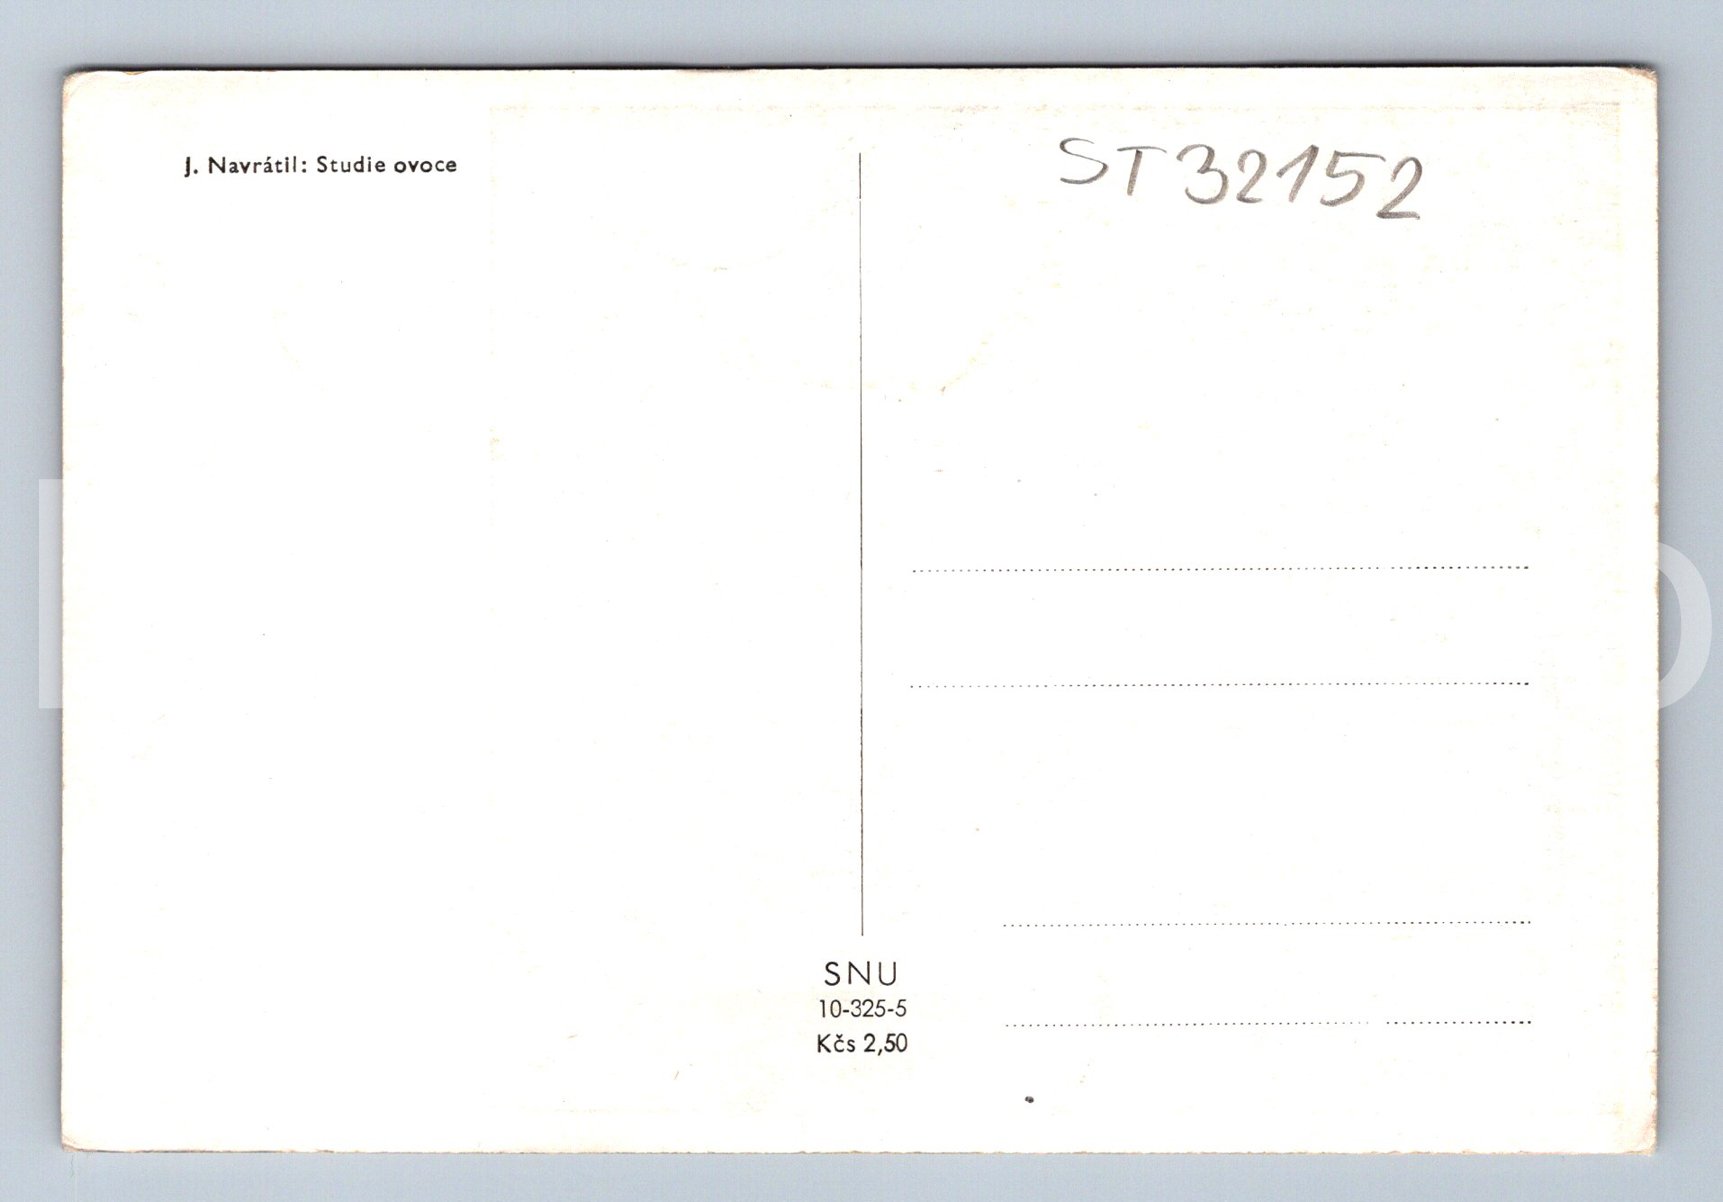 J. Navrátil: Studie ovoce
ST32152
SNU
10-325-5
Kčs 2,50